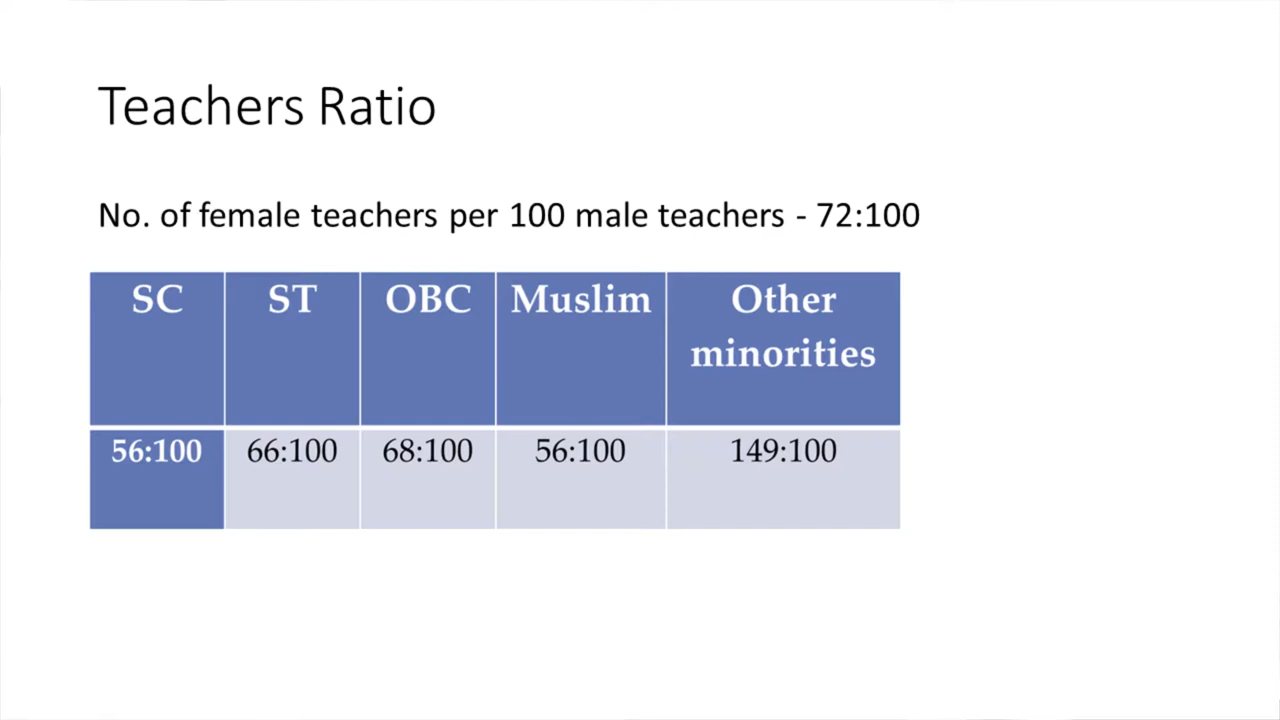 Teachers Ratio
No. of female teachers per 100 male teachers - 72:100
SC ST OBC Muslim Other
minorities
56:100 66:100 68:100 56:100 149:100